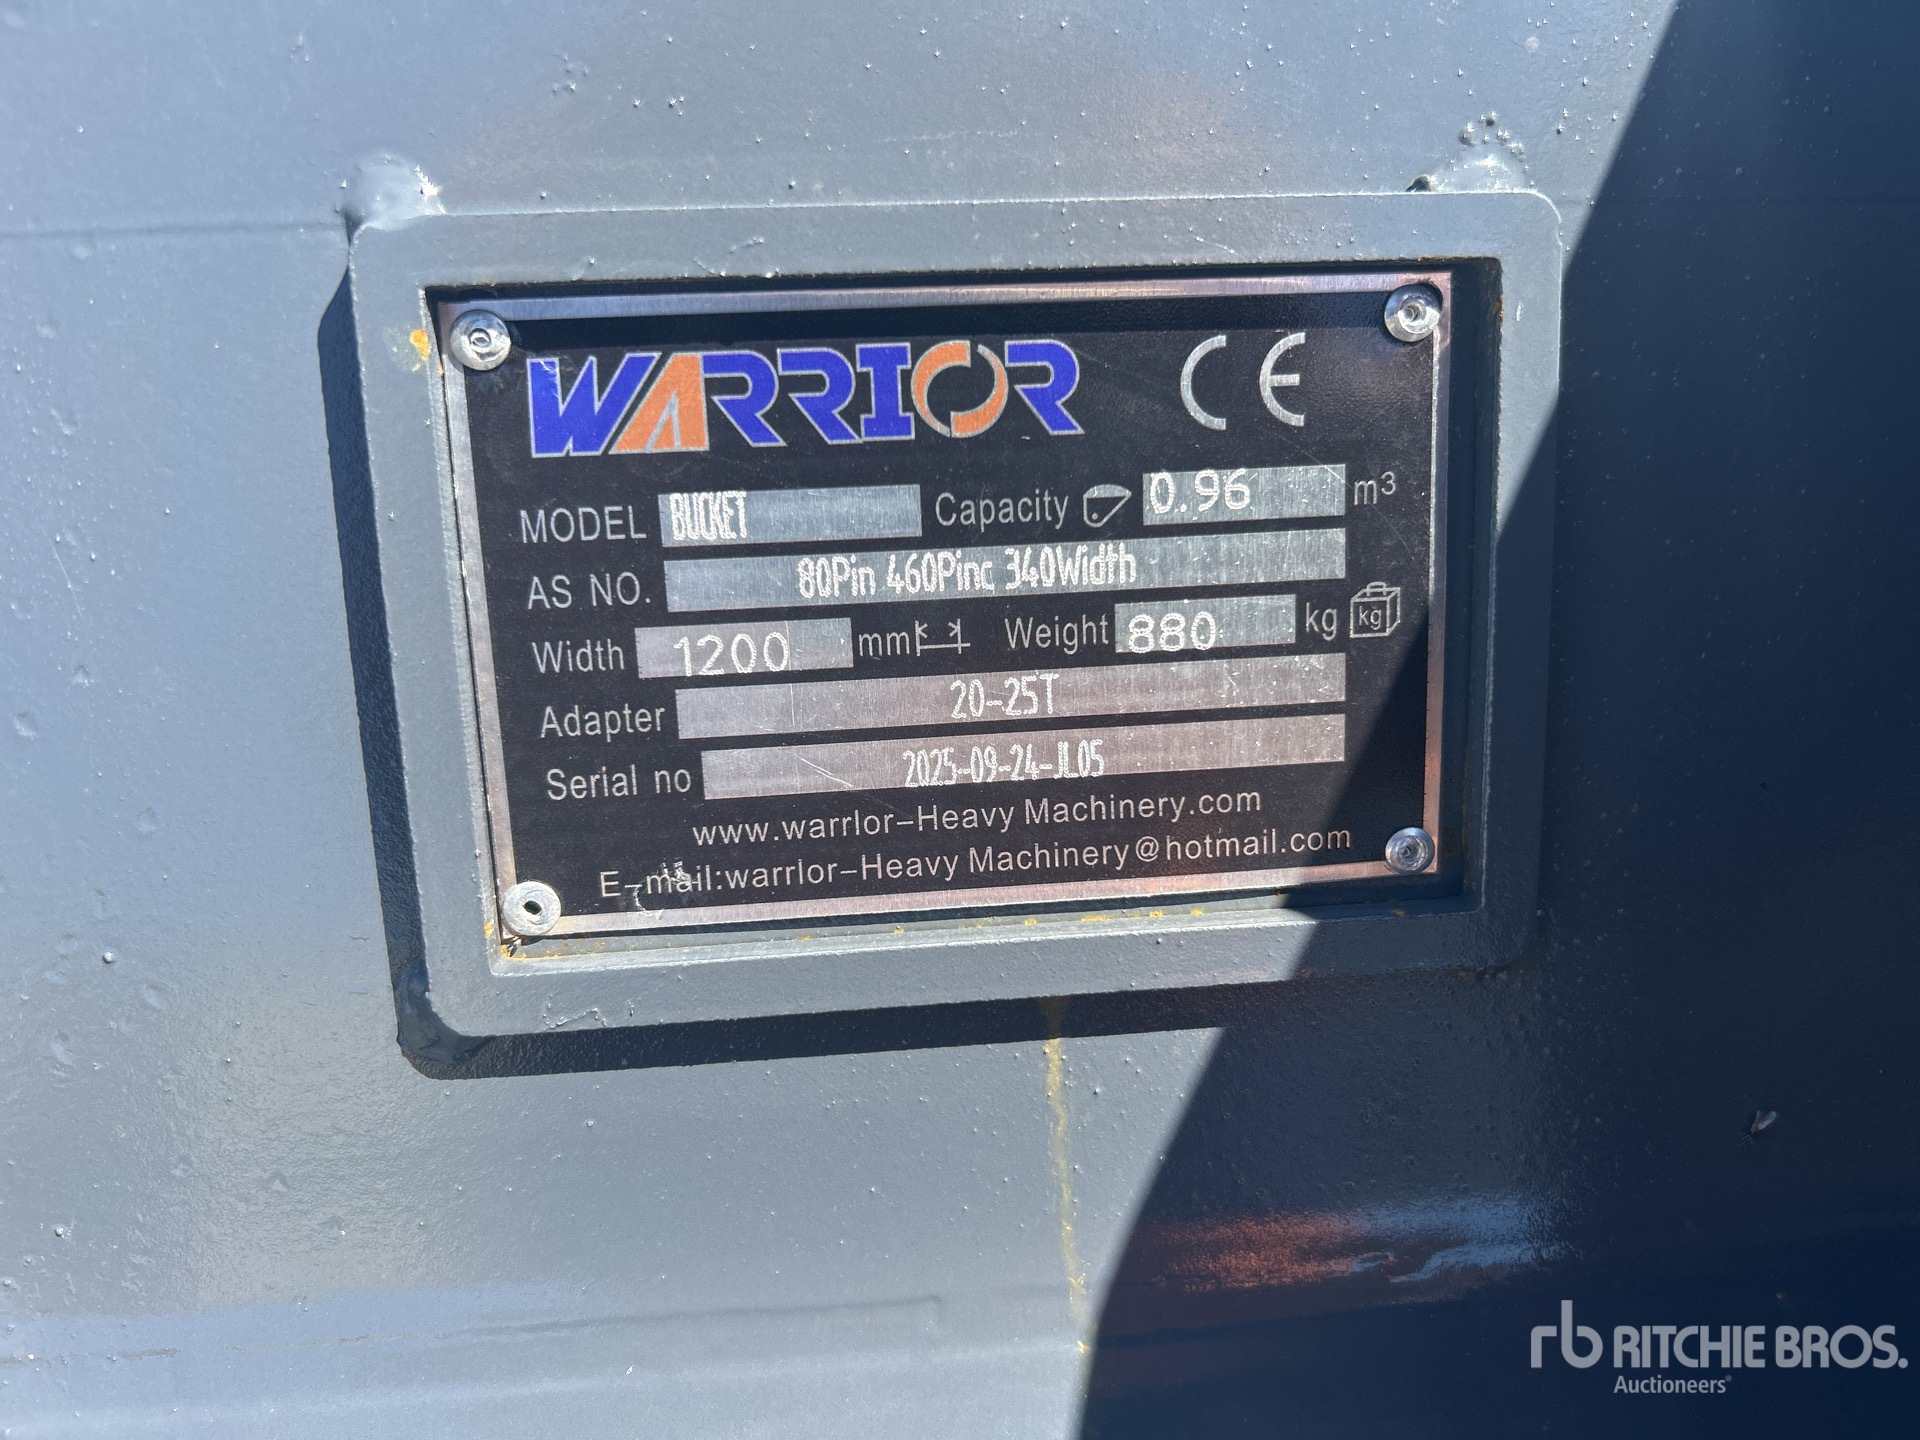 WARRIOR CE
MODEL BUCKET Capacity 0.96 m³
AS NO. 80Pin 460Pinc 340Width
Width 1200 mm Weight 880 kg kg
Adapter 20-25T
Serial no 2025-09-24-JL05
www.warrlor-Heavy Machinery.com
E-mail:warrlor-Heavy Machinery@hotmail.com
rb RITCHIE BROS.
Auctioneers®